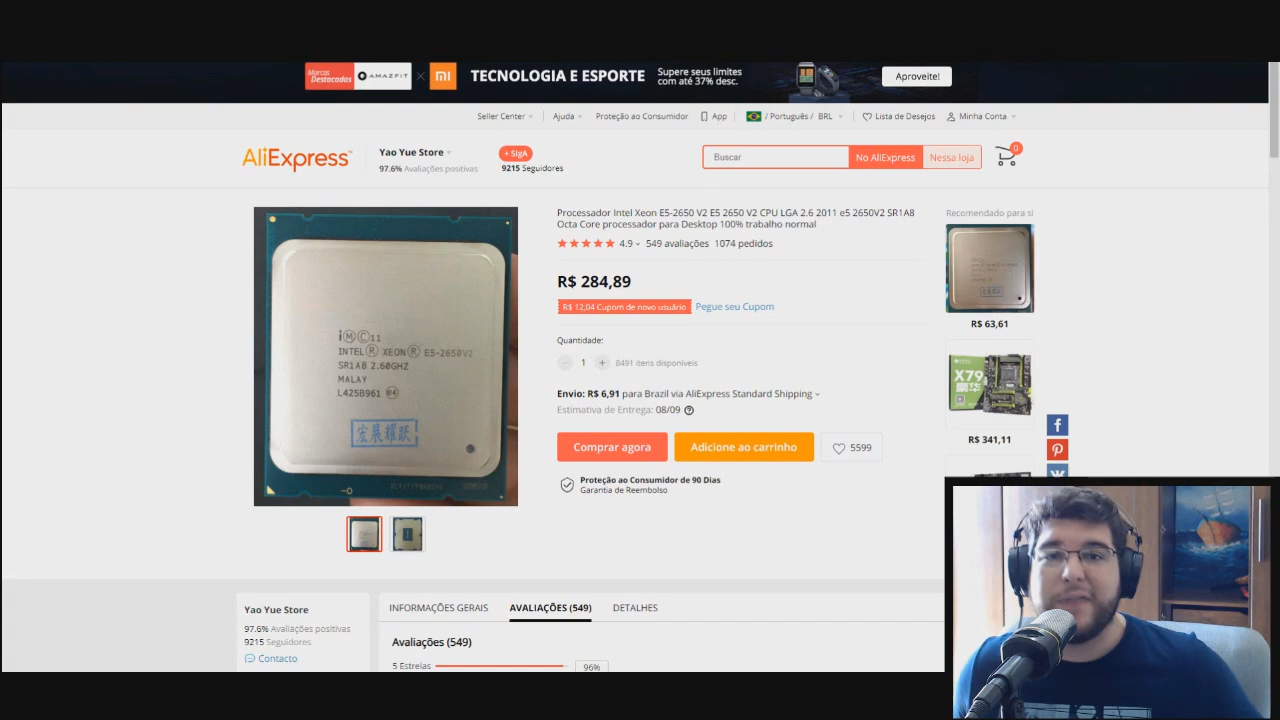 Marcas
Destacadas
AMAZFIT
TECNOLOGIA E ESPORTE
Supere seus limites
com até 37% desc.
Aproveite!
Seller Center
Ajuda
Proteção ao Consumidor
App
/ Português / BRL
Lista de Desejos
Minha Conta
AliExpress
Yao Yue Store
97.6% Avaliações positivas
+ SIgA
9215 Seguidores
Buscar
No AliExpress
Nessa loja
0
Processador Intel Xeon E5-2650 V2 E5 2650 V2 CPU LGA 2.6 2011 e5 2650V2 SR1A8
Octa Core processador para Desktop 100% trabalho normal
4.9 549 avaliações 1074 pedidos
R$ 284,89
R$ 12,04 Cupom de novo usuário
Pegue seu Cupom
Quantidade:
- 1 + 8491 itens disponíveis
Envio: R$ 6,91 para Brazil via AliExpress Standard Shipping
Estimativa de Entrega: 08/09
Comprar agora
Adicione ao carrinho
5599
Proteção ao Consumidor de 90 Dias
Garantia de Reembolso
i Ⓜ Ⓒ 11
INTEL® XEON® E5-2650V2
SR1A8 2.60GHZ
MALAY
L425B961 e4
宏展耀跃
Recomendado para
R$ 63,61
X79
R$ 341,11
Yao Yue Store
97.6% Avaliações positivas
9215 Seguidores
Contacto
INFORMAÇÕES GERAIS
AVALIAÇÕES (549)
DETALHES
Avaliações (549)
5 Estrelas
96%